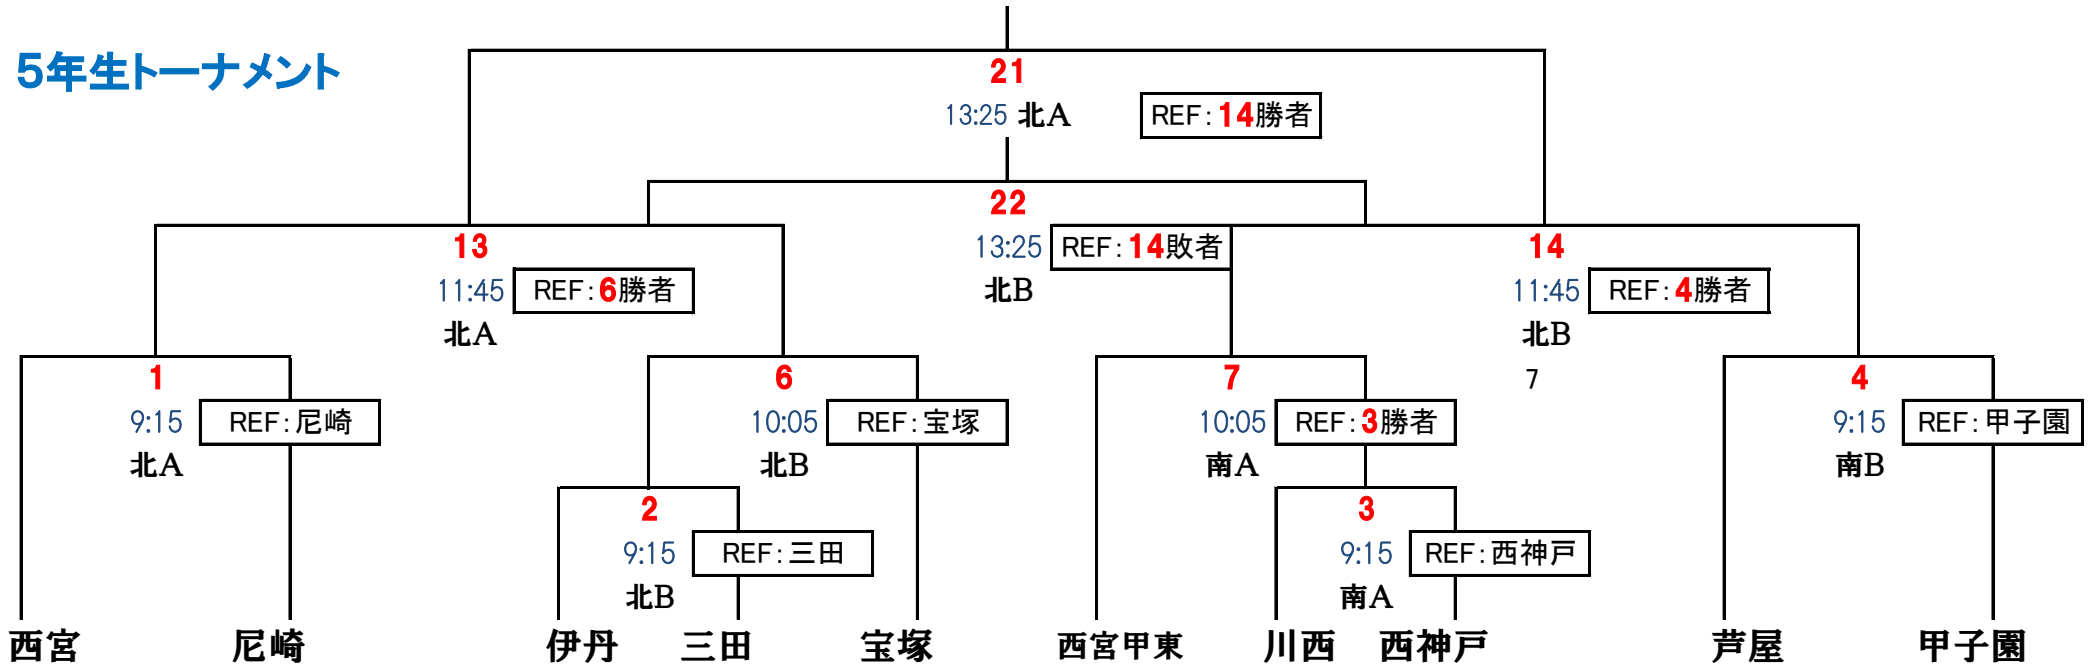 5年生トーナメント
21
13:25 北A REF:14勝者
22
13:25 REF:14敗者
北B
13
11:45 REF:6勝者
北A
14
11:45 REF:4勝者
北B
7
1
9:15 REF:尼崎
北A
6
10:05 REF:宝塚
北B
7
10:05 REF:3勝者
南A
4
9:15 REF:甲子園
南B
2
9:15 REF:三田
北B
3
9:15 REF:西神戸
南A
西宮 尼崎 伊丹 三田 宝塚 西宮甲東 川西 西神戸 芦屋 甲子園